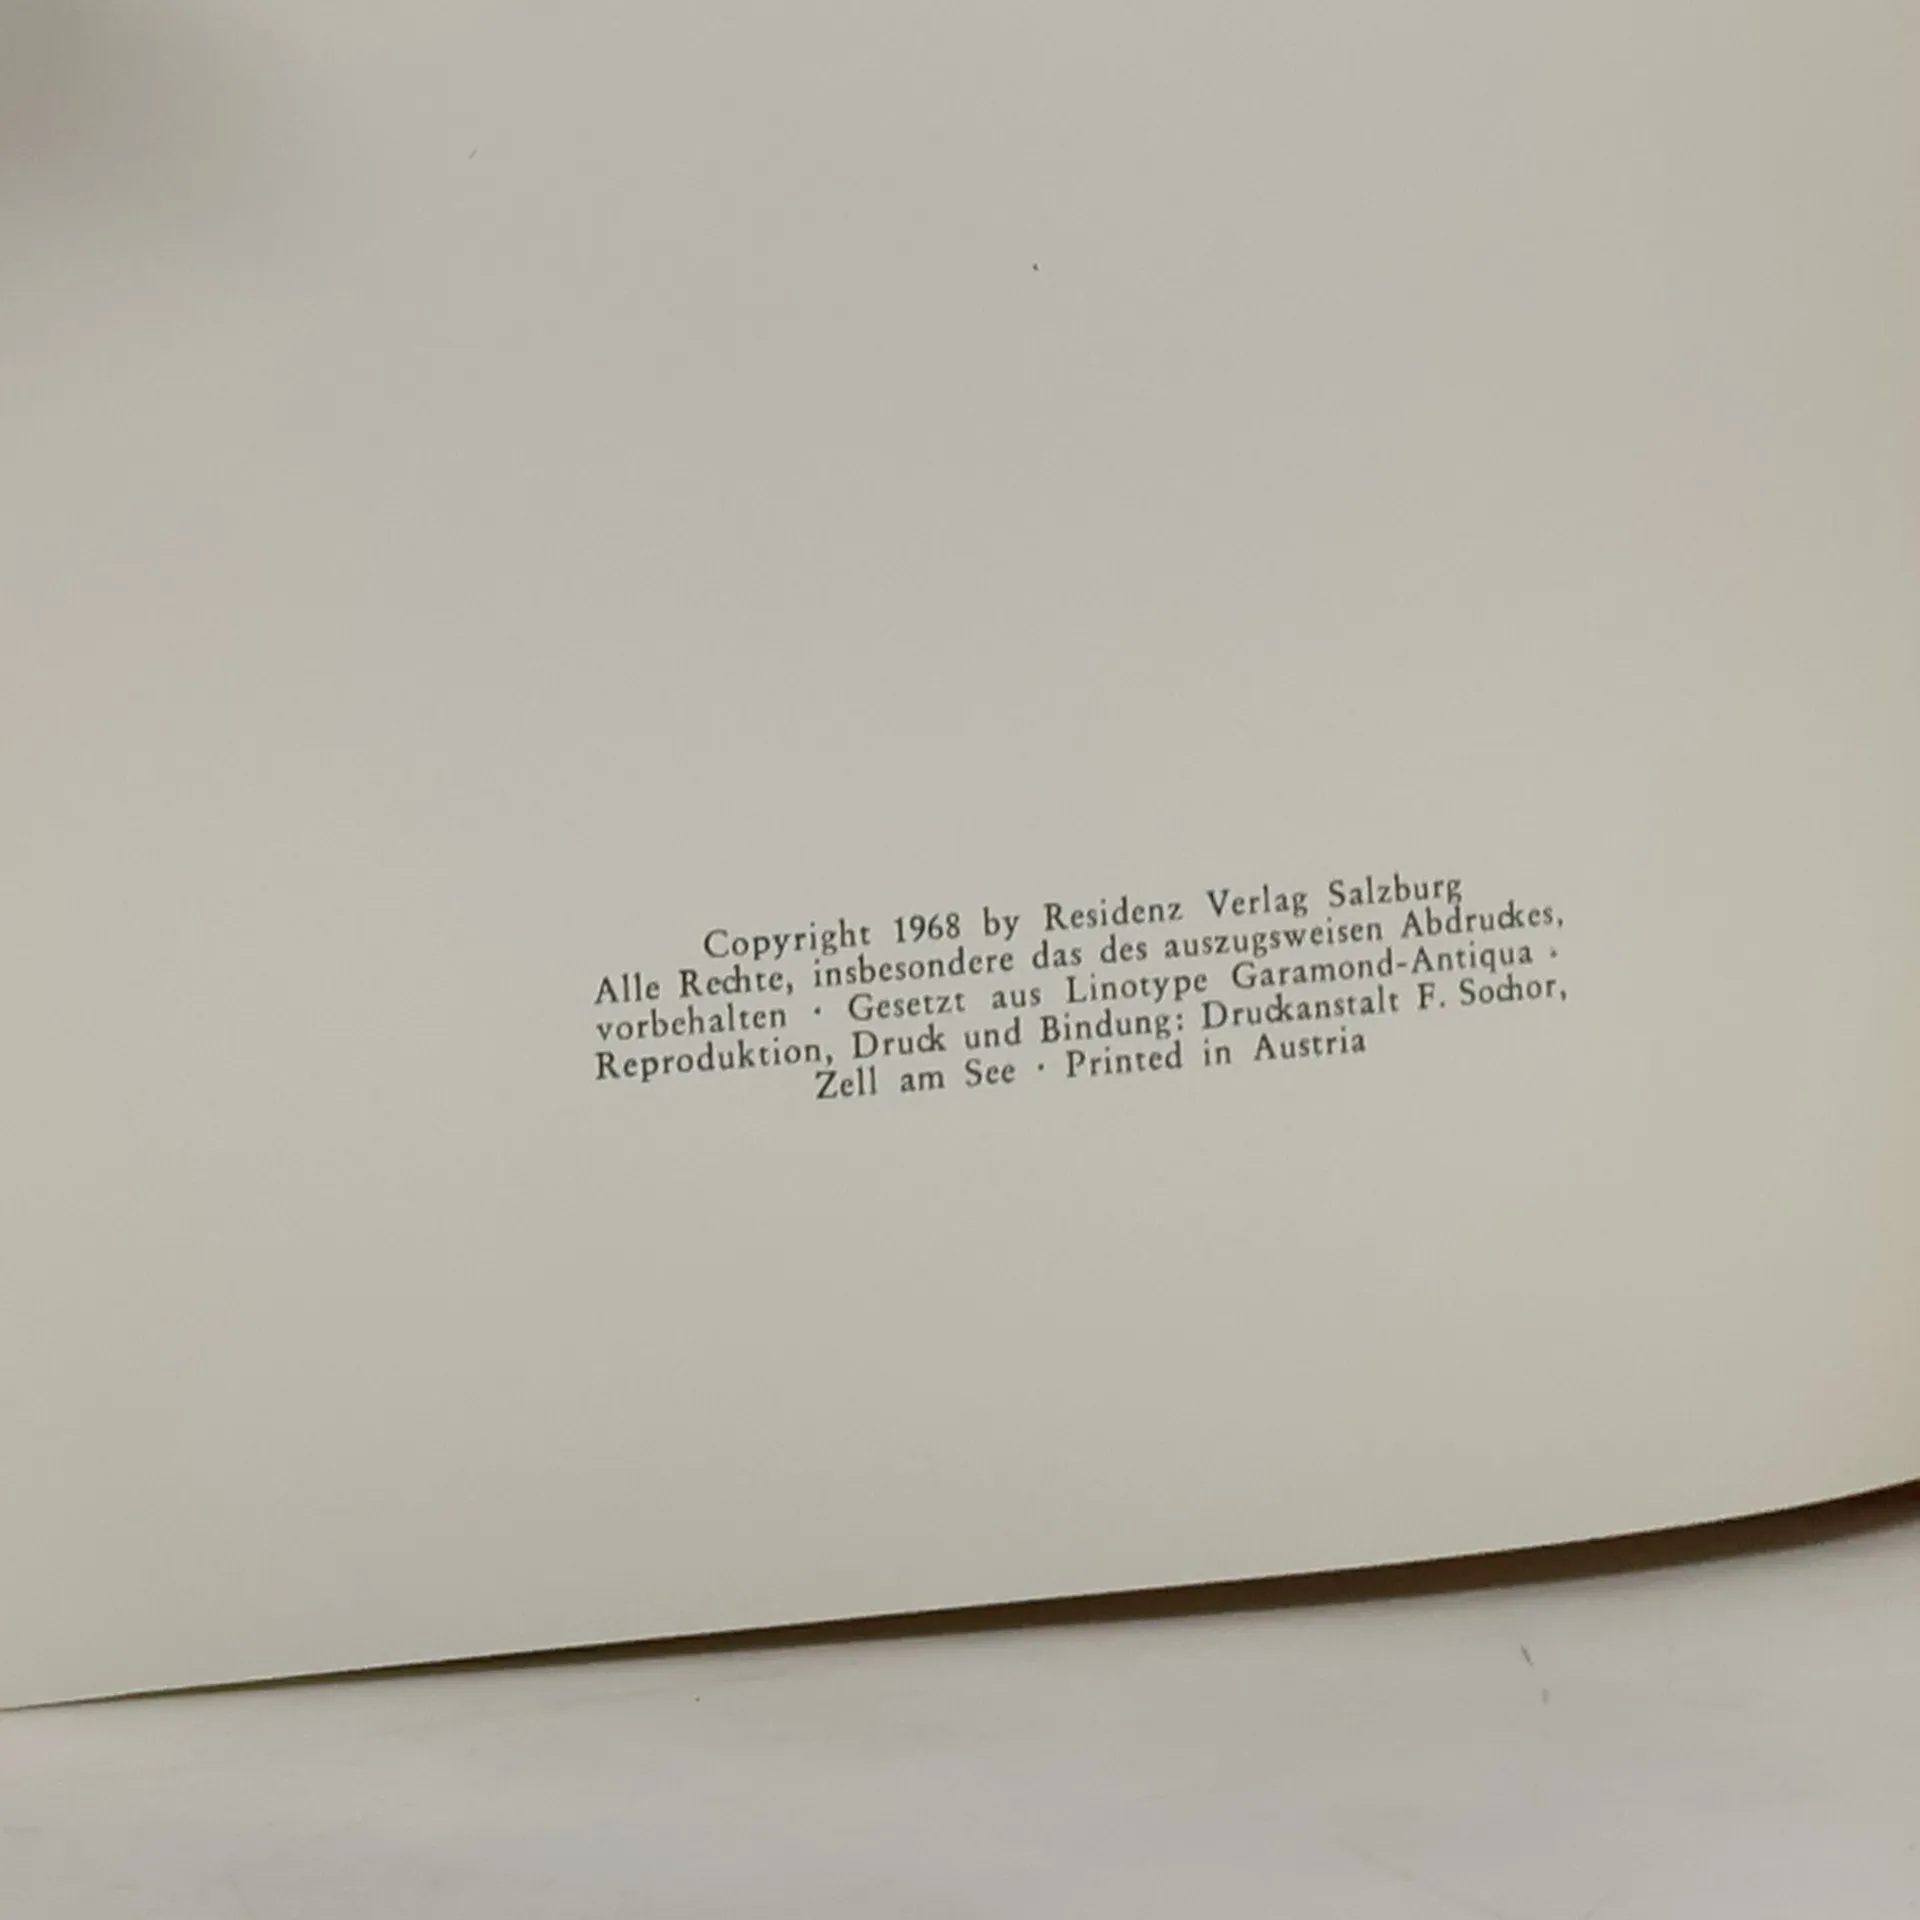 Copyright 1968 by Residenz Verlag Salzburg
Alle Rechte, insbesondere das des auszugsweisen Abdruckes,
vorbehalten · Gesetzt aus Linotype Garamond-Antiqua ·
Reproduktion, Druck und Bindung: Druckanstalt F. Sochor,
Zell am See · Printed in Austria